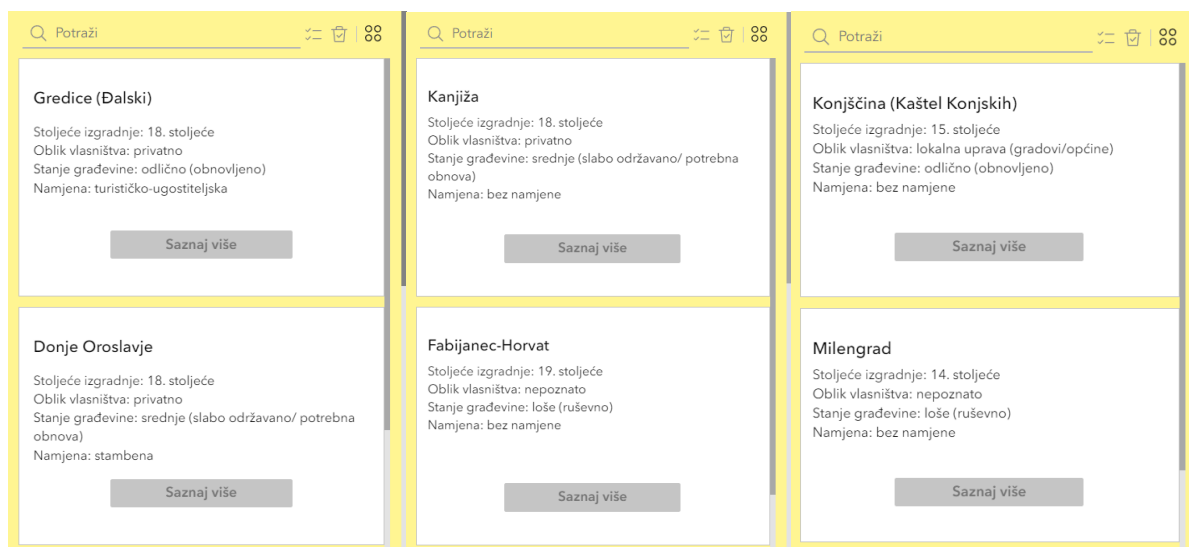 Potraži
Gredice (Đalski)
Stoljeće izgradnje: 18. stoljeće
Oblik vlasništva: privatno
Stanje građevine: odlično (obnovljeno)
Namjena: turističko-ugostiteljska
Saznaj više
Donje Oroslavje
Stoljeće izgradnje: 18. stoljeće
Oblik vlasništva: privatno
Stanje građevine: srednje (slabo održavano/ potrebna
obnova)
Namjena: stambena
Saznaj više
Potraži
Kanjiža
Stoljeće izgradnje: 18. stoljeće
Oblik vlasništva: privatno
Stanje građevine: srednje (slabo održavano/ potrebna
obnova)
Namjena: bez namjene
Saznaj više
Fabijanec-Horvat
Stoljeće izgradnje: 19. stoljeće
Oblik vlasništva: nepoznato
Stanje građevine: loše (ruševno)
Namjena: bez namjene
Saznaj više
Potraži
Konjščina (Kaštel Konjskih)
Stoljeće izgradnje: 15. stoljeće
Oblik vlasništva: lokalna uprava (gradovi/općine)
Stanje građevine: odlično (obnovljeno)
Namjena: bez namjene
Saznaj više
Milengrad
Stoljeće izgradnje: 14. stoljeće
Oblik vlasništva: nepoznato
Stanje građevine: loše (ruševno)
Namjena: bez namjene
Saznaj više